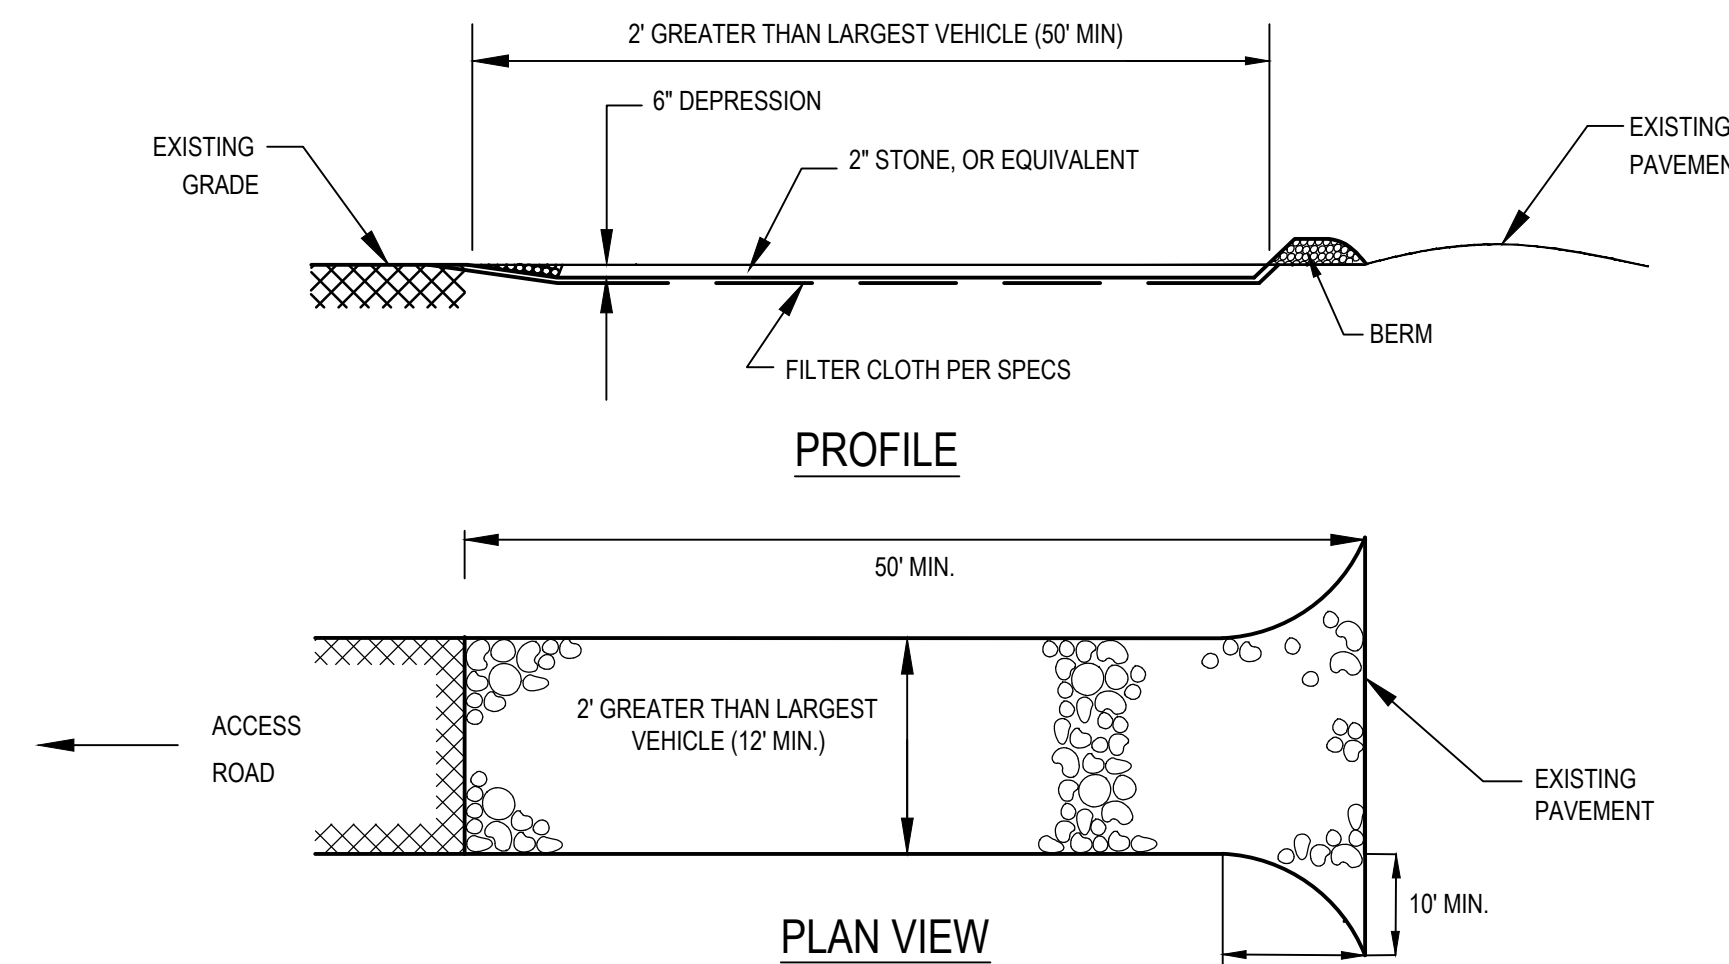 2' GREATER THAN LARGEST VEHICLE (50' MIN)
6" DEPRESSION
EXISTING
GRADE
2" STONE, OR EQUIVALENT
EXISTING
PAVEMEN
BERM
FILTER CLOTH PER SPECS
PROFILE
50' MIN.
2' GREATER THAN LARGEST
VEHICLE (12' MIN.)
ACCESS
ROAD
EXISTING
PAVEMENT
10' MIN.
PLAN VIEW